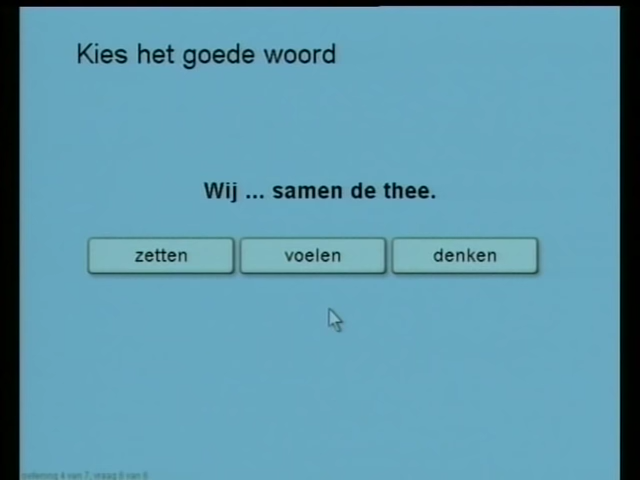 Kies het goede woord
Wij ... samen de thee.
zetten
voelen
denken